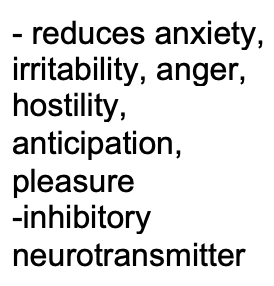 - reduces anxiety,
irritability, anger,
hostility,
anticipation,
pleasure
-inhibitory
neurotransmitter